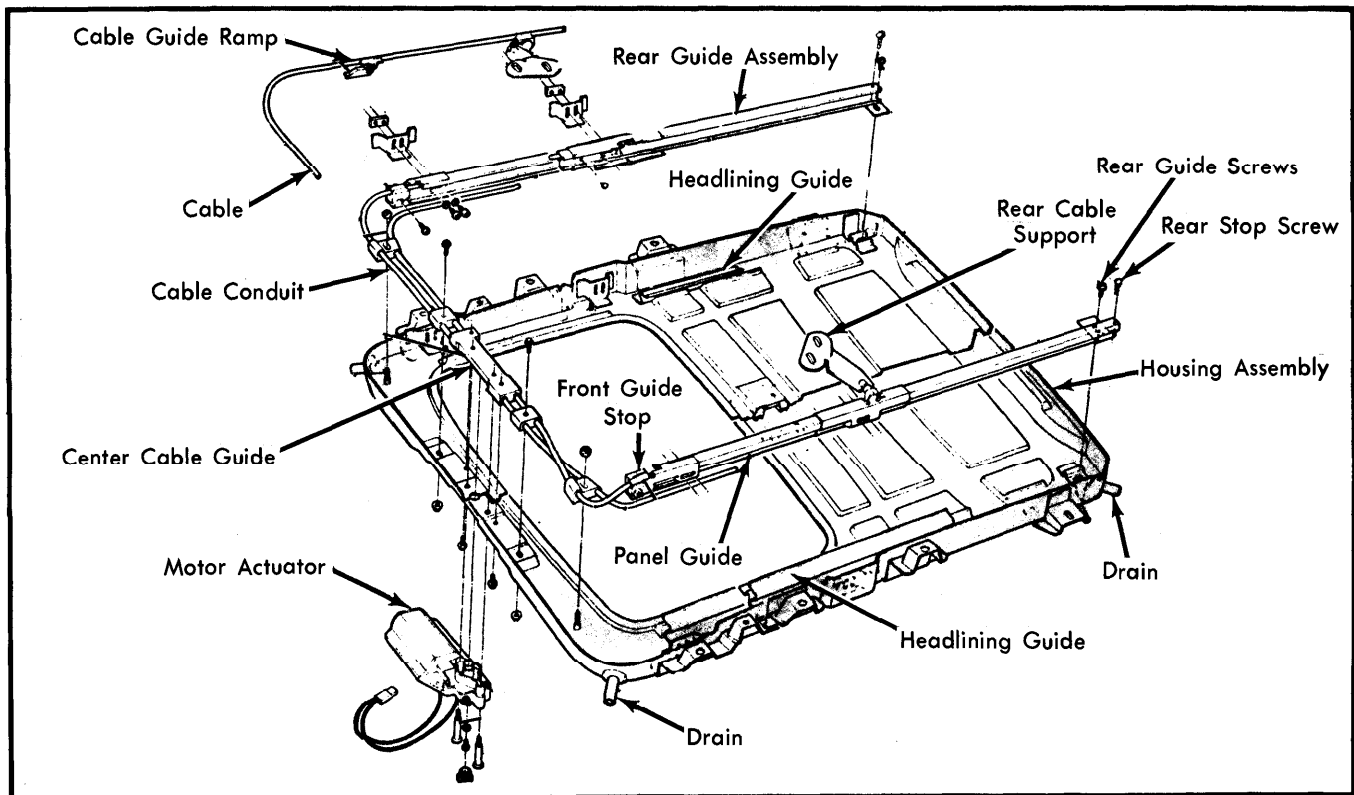 Cable Guide Ramp
Rear Guide Assembly
Headlining Guide
Rear Guide Screws
Rear Cable
Support
Rear Stop Screw
Cable
Cable Conduit
Housing Assembly
Front Guide
Stop
Center Cable Guide
Panel Guide
Motor Actuator
Drain
Headlining Guide
Drain